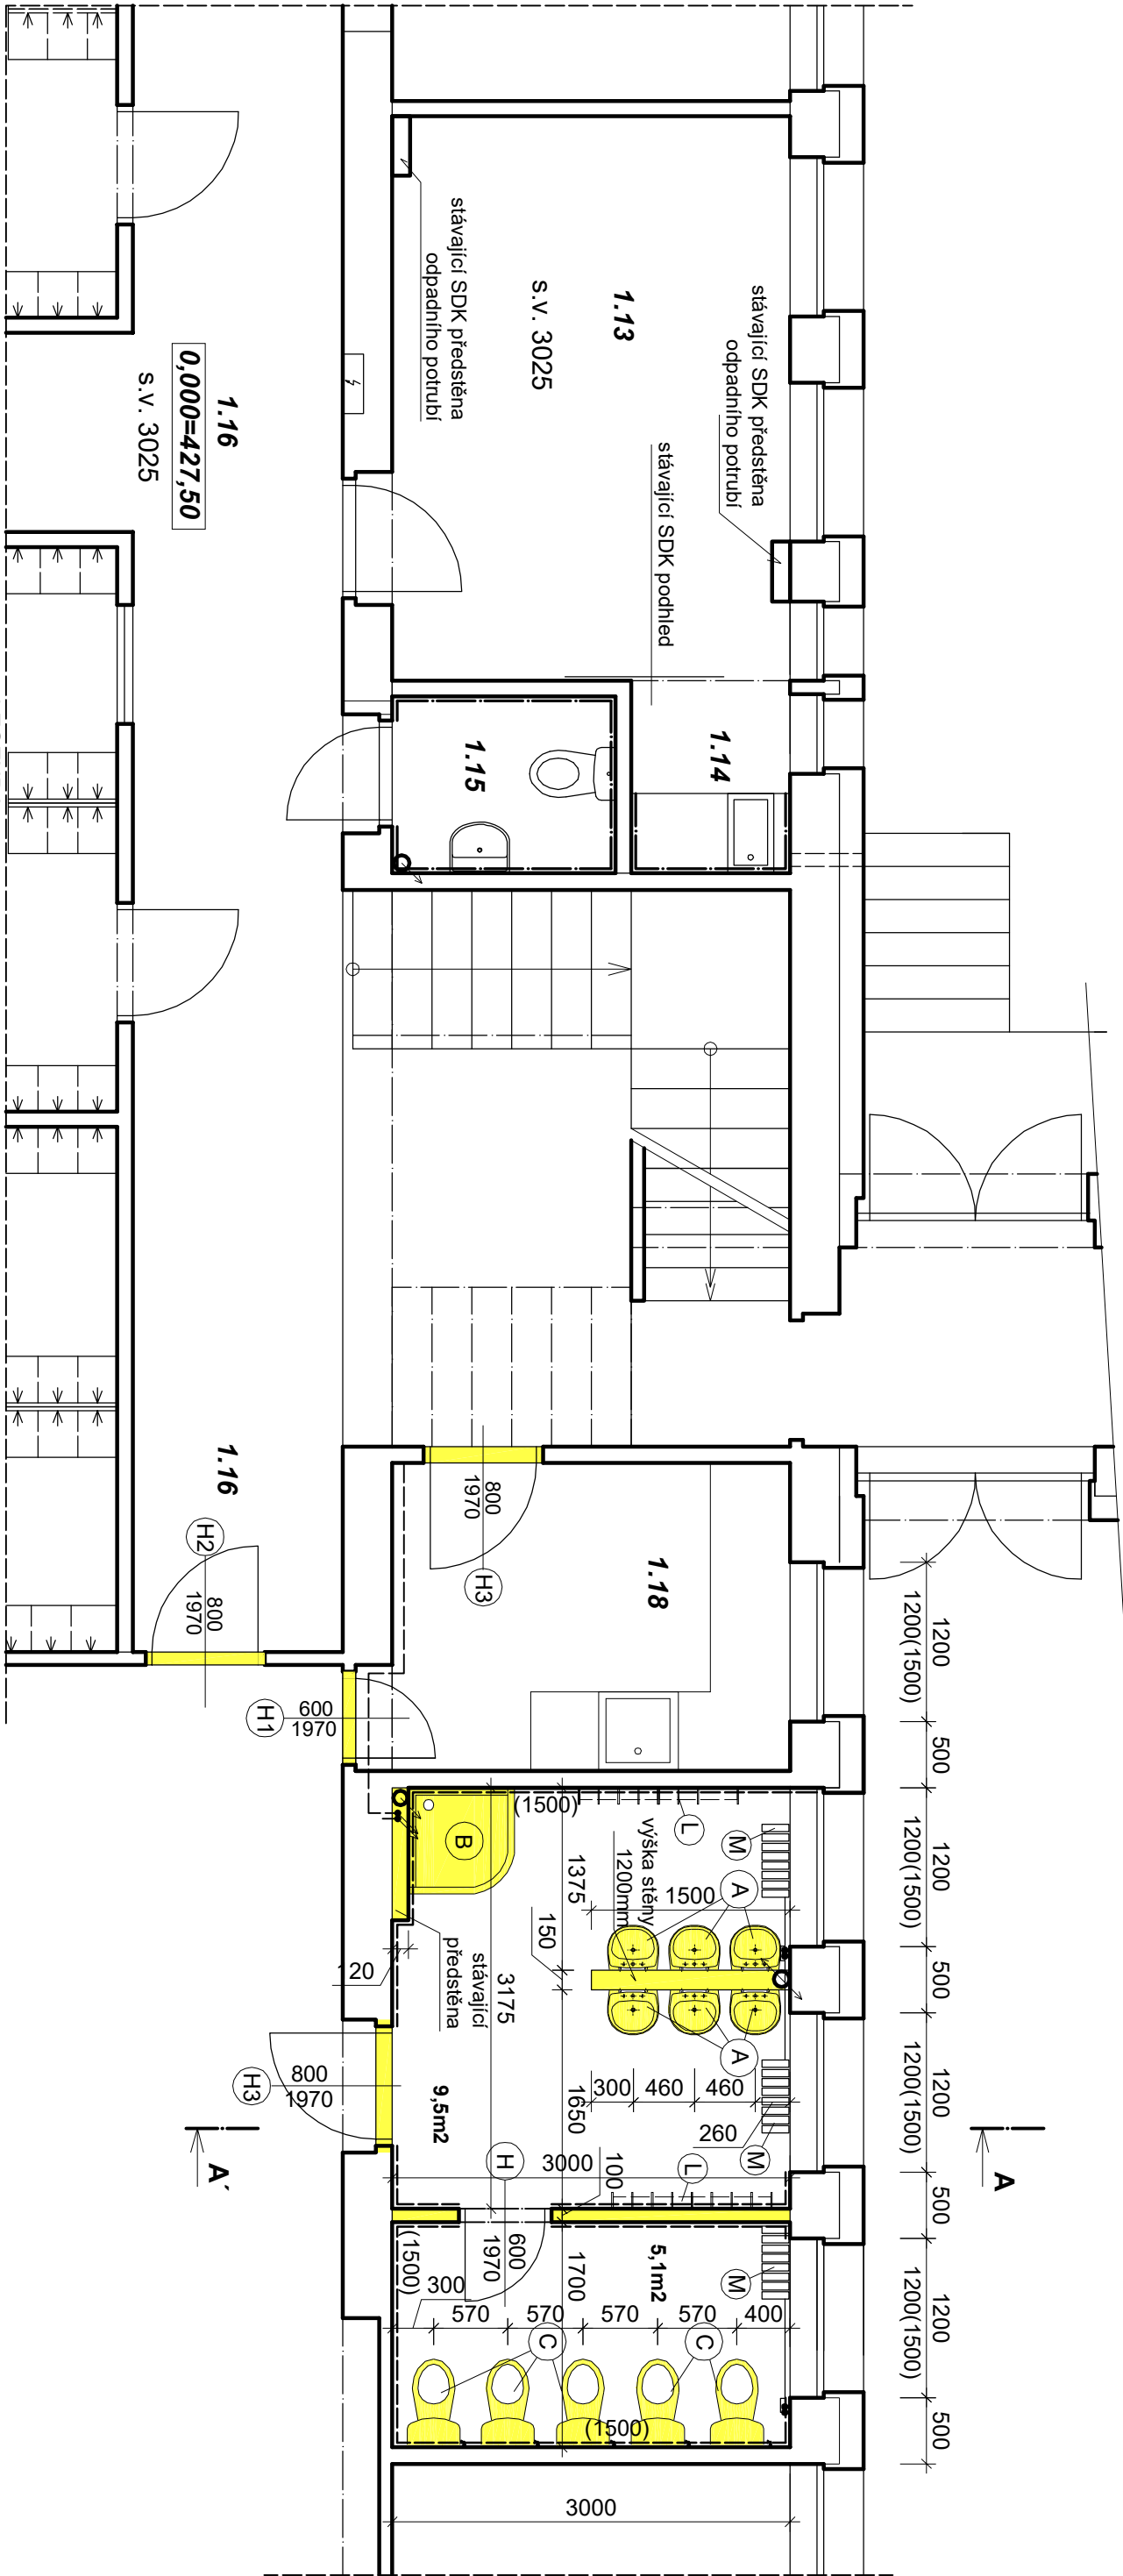 stávající SDK předstěna
odpadního potrubí
stávající SDK předstěna
odpadního potrubí
1.13
s.v. 3025
stávající SDK podhled
1.16
0,000=427,50
s.v. 3025
1.14
1.15
1.16
1.18
800
1970
H3
H2
800
1970
H1
600
1970
1200
1200(1500)
500
1200
1200(1500)
500
1200
1200(1500)
500
1200
1200(1500)
500
B
(1500)
L
M
výška stěny
1200mm
1500
A
1375
150
120
stávající
předstěna
3175
A
300
460
460
1650
260
M
H3
800
1970
9,5m2
H
3000
100
L
A
A´
600
1970
(1500)
300
1700
5,1m2
M
570
570
570
570
400
C
C
(1500)
3000